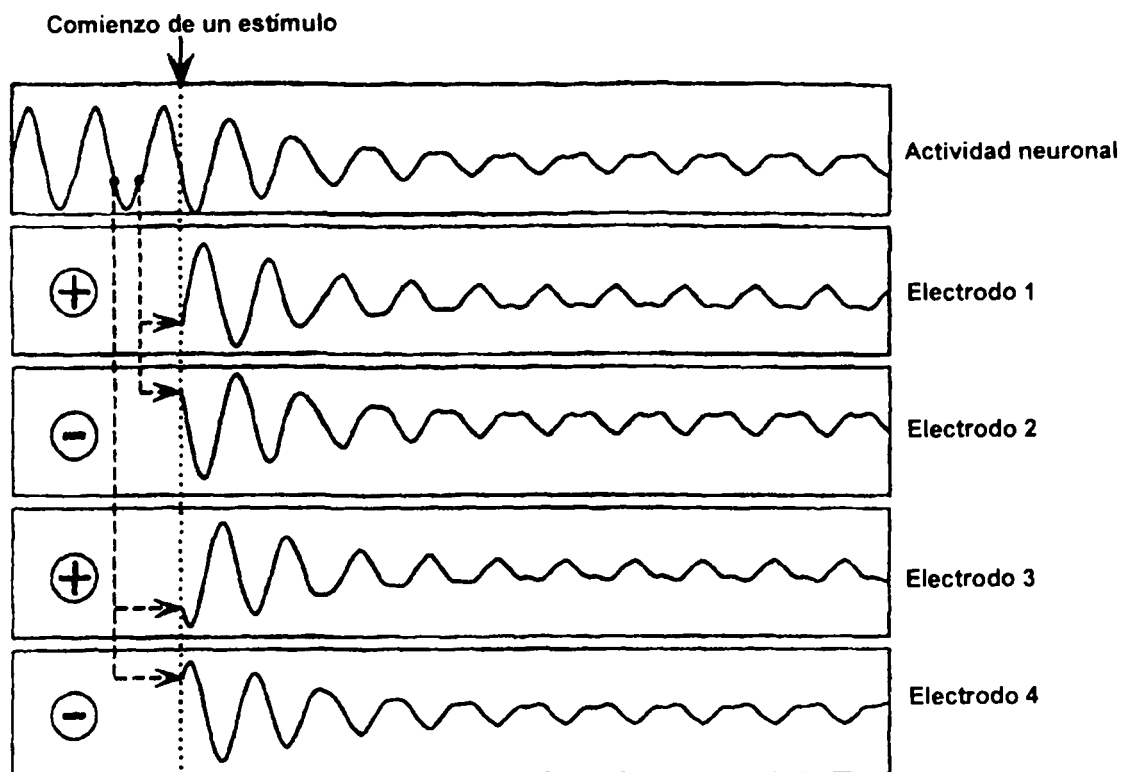 Comienzo de un estímulo
Actividad neuronal
+
Electrodo 1
−
Electrodo 2
+
Electrodo 3
−
Electrodo 4